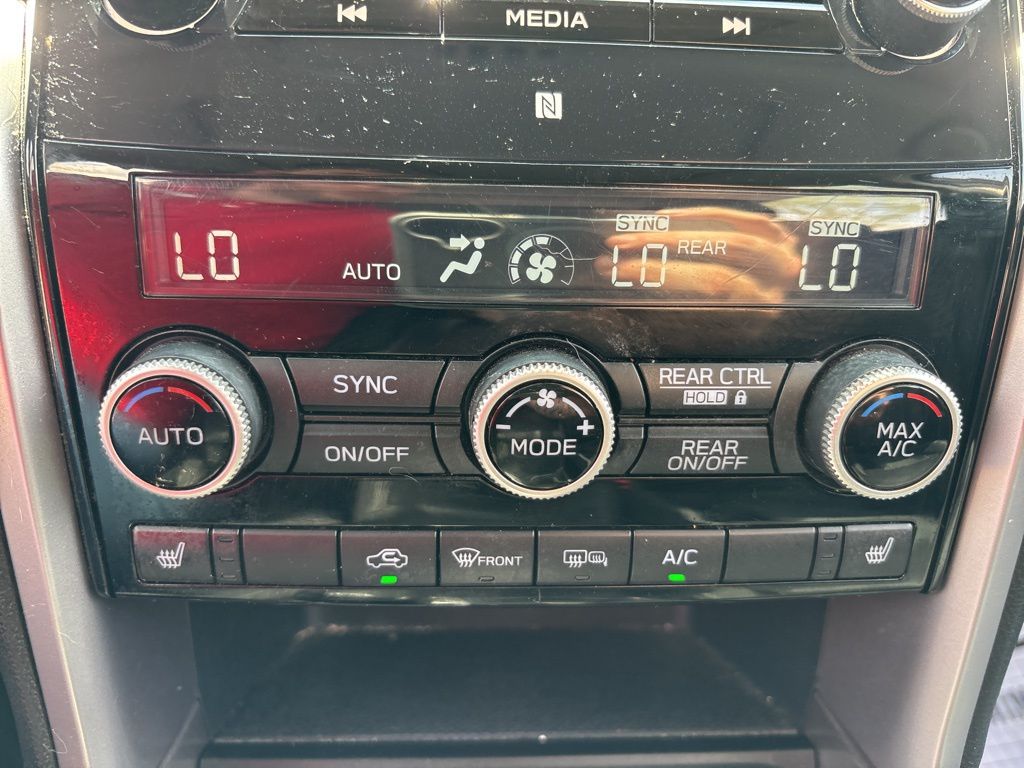 MEDIA
SYNC SYNC
LO AUTO LO REAR LO
SYNC REAR CTRL
HOLD
AUTO ON/OFF MODE REAR ON/OFF MAX A/C
FRONT A/C